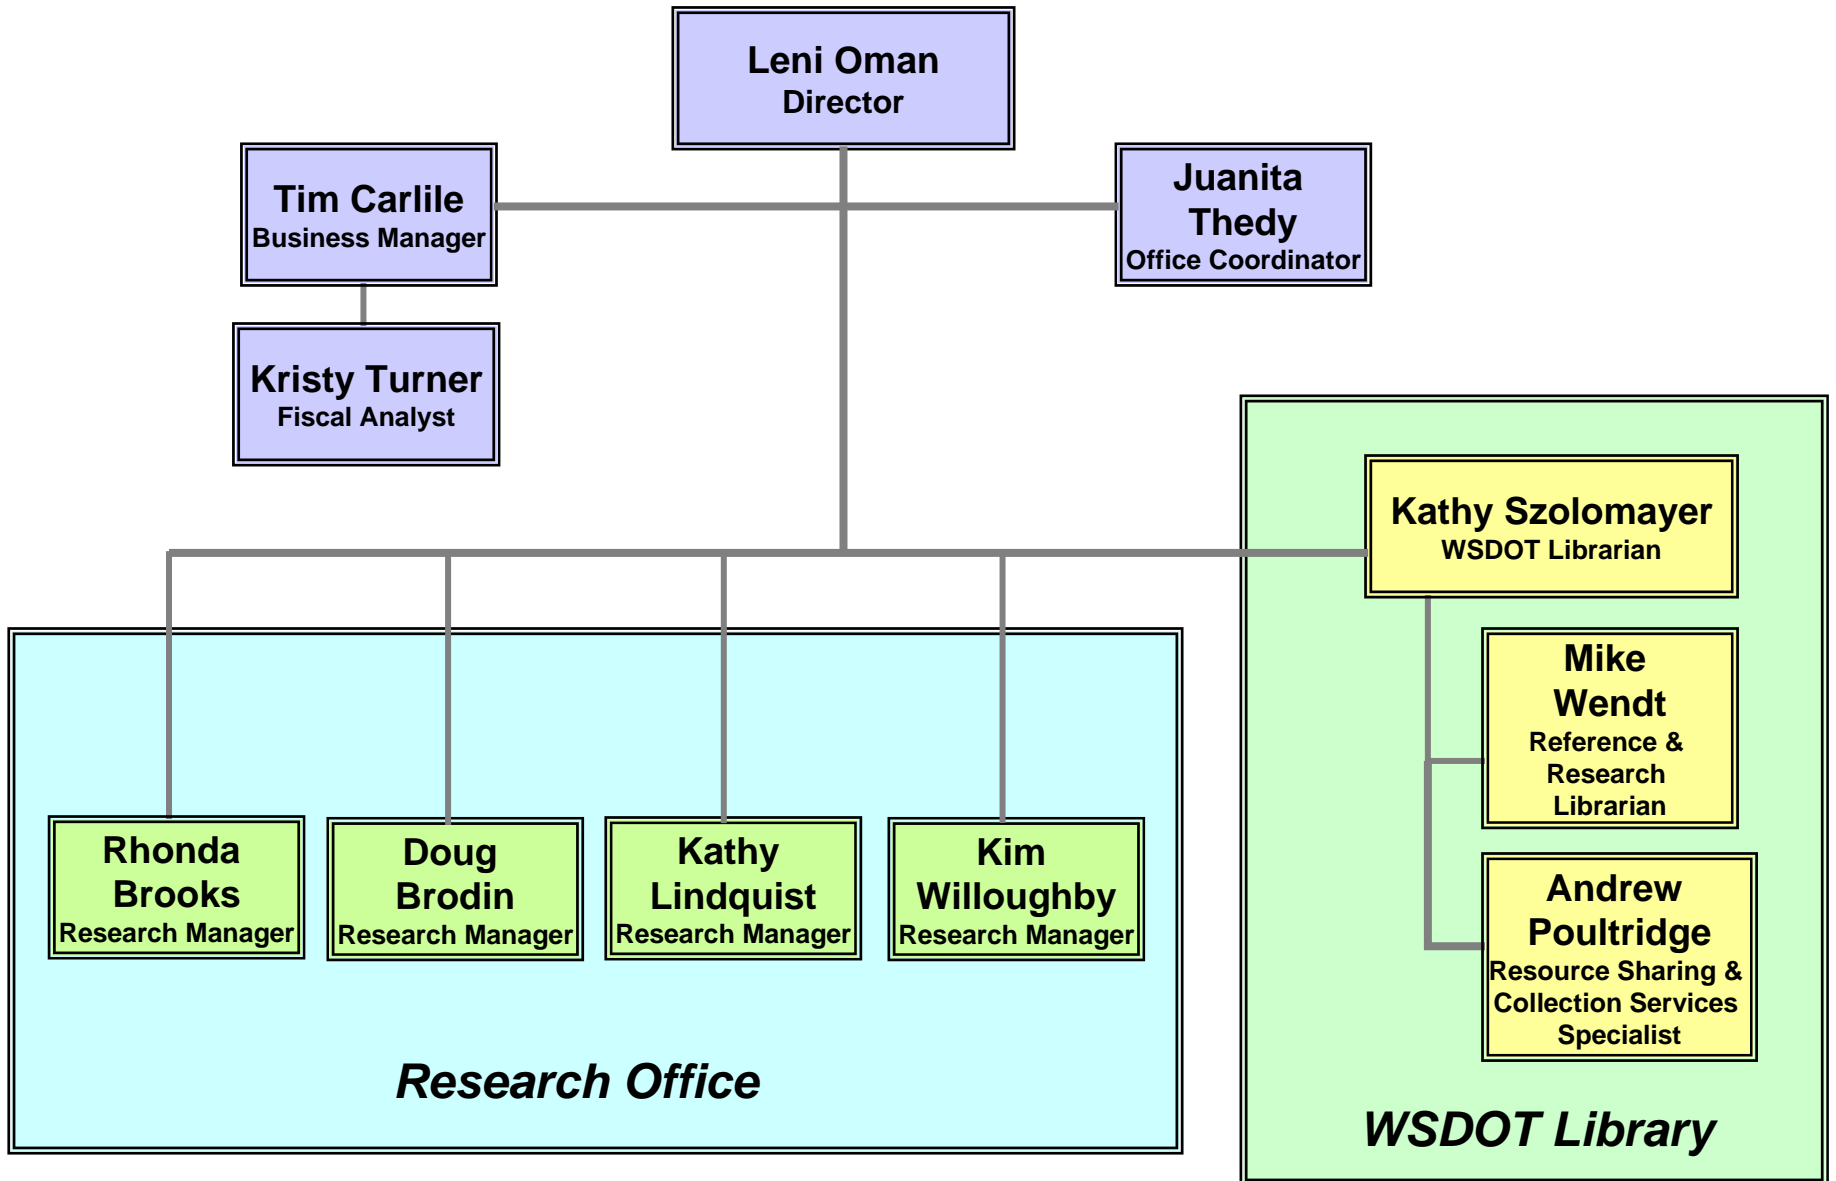 Leni Oman
Director
Tim Carlile
Business Manager
Juanita
Thedy
Office Coordinator
Kristy Turner
Fiscal Analyst
Kathy Szolomayer
WSDOT Librarian
Mike
Wendt
Reference &
Research
Librarian
Andrew
Poultridge
Resource Sharing &
Collection Services
Specialist
WSDOT Library
Rhonda
Brooks
Research Manager
Doug
Brodin
Research Manager
Kathy
Lindquist
Research Manager
Kim
Willoughby
Research Manager
Research Office